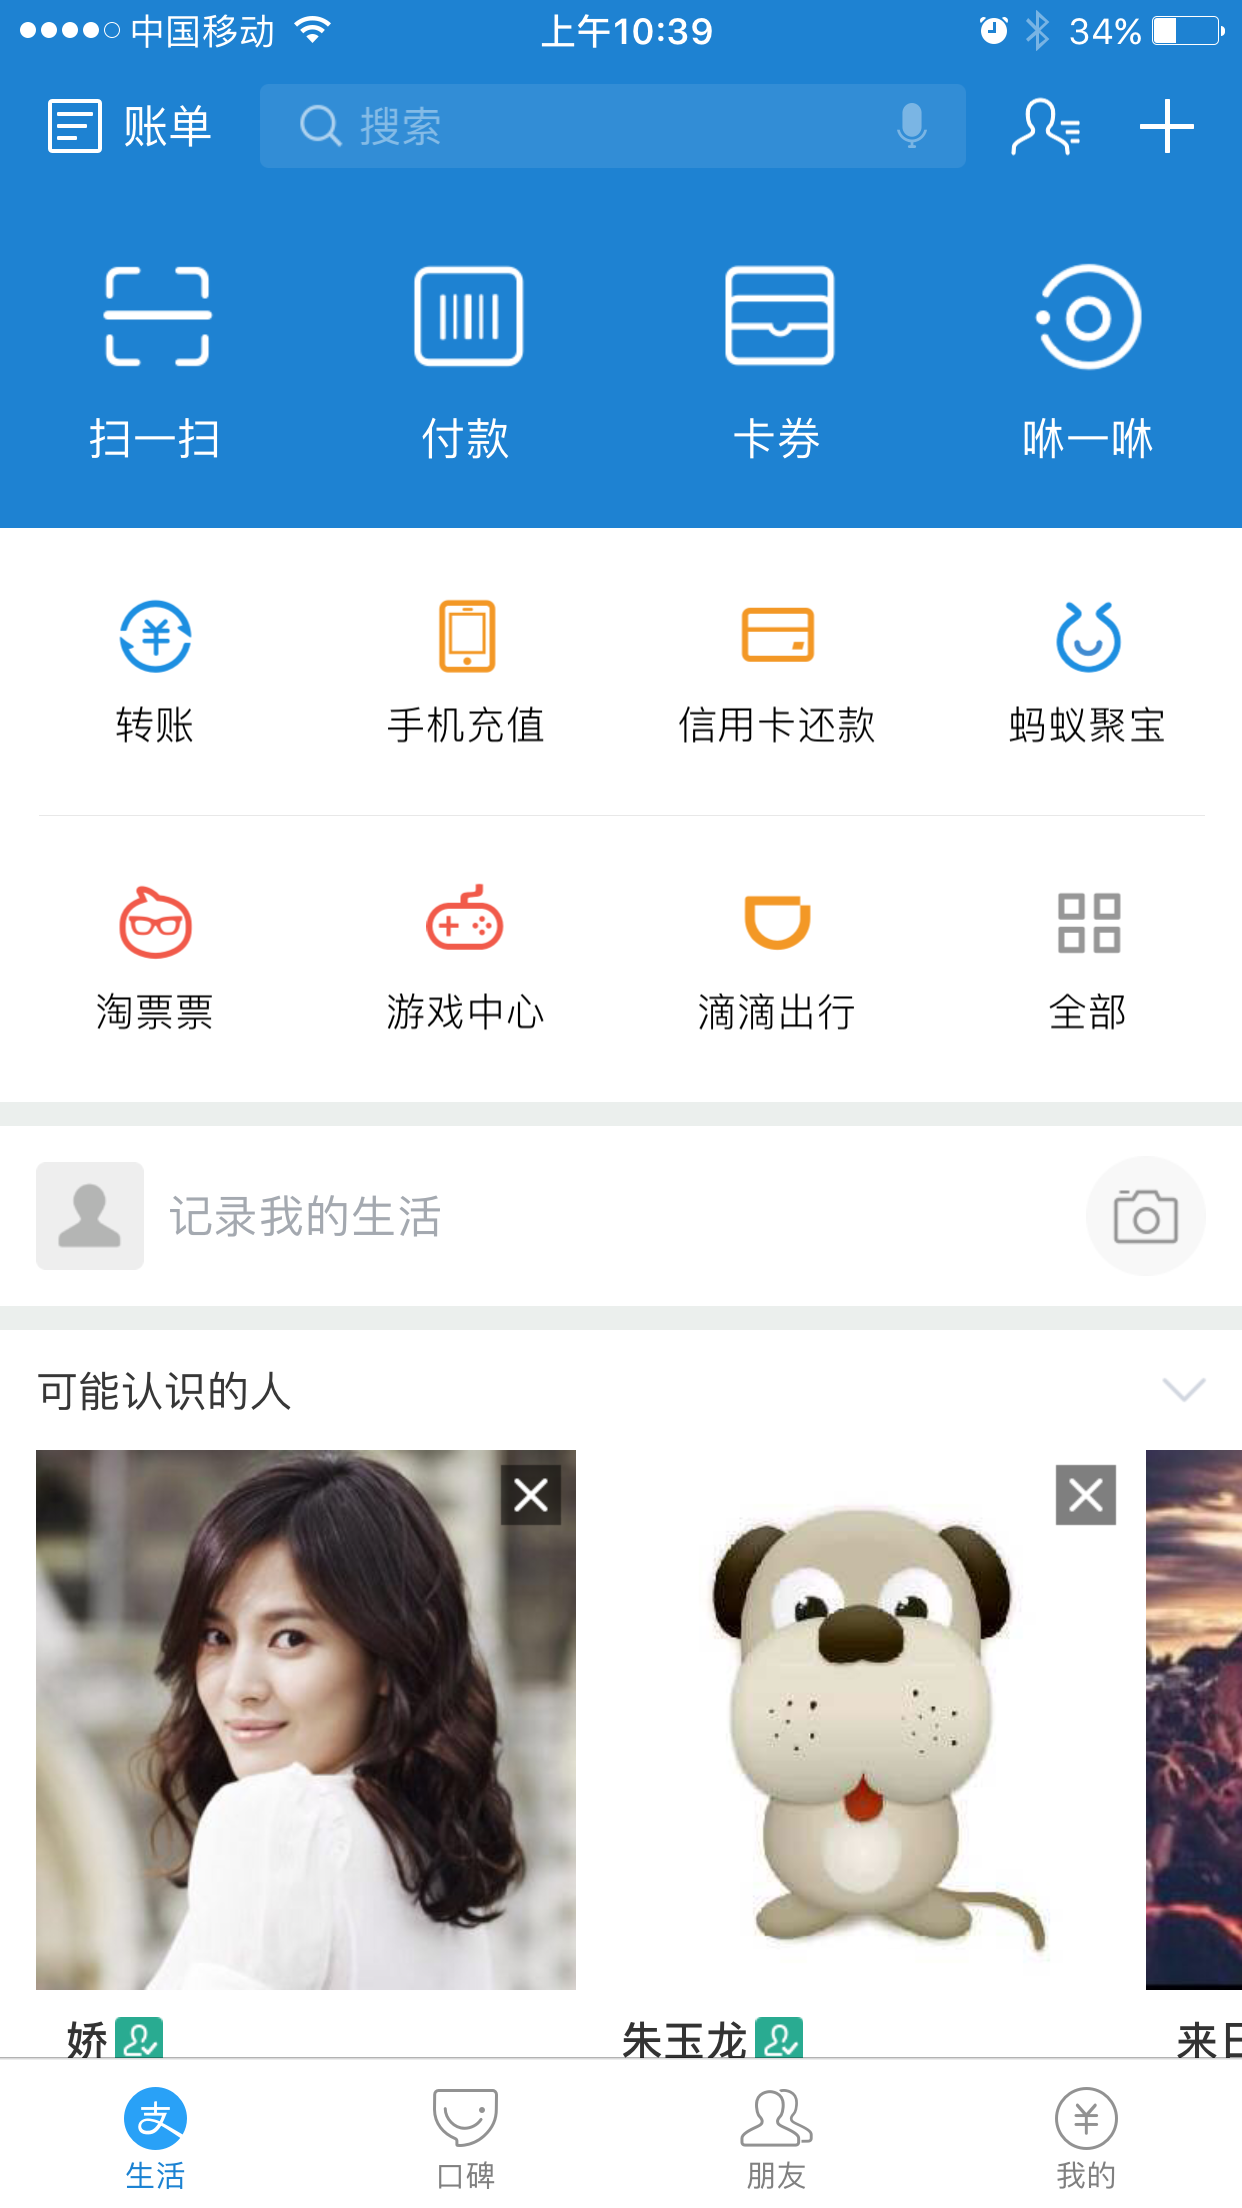 中国移动 上午10:39 34%
账单 搜索
扫一扫 付款 卡券 咻一咻
转账 手机充值 信用卡还款 蚂蚁聚宝
淘票票 游戏中心 滴滴出行 全部
记录我的生活
可能认识的人
娇 朱玉龙 来日
生活 口碑 朋友 我的